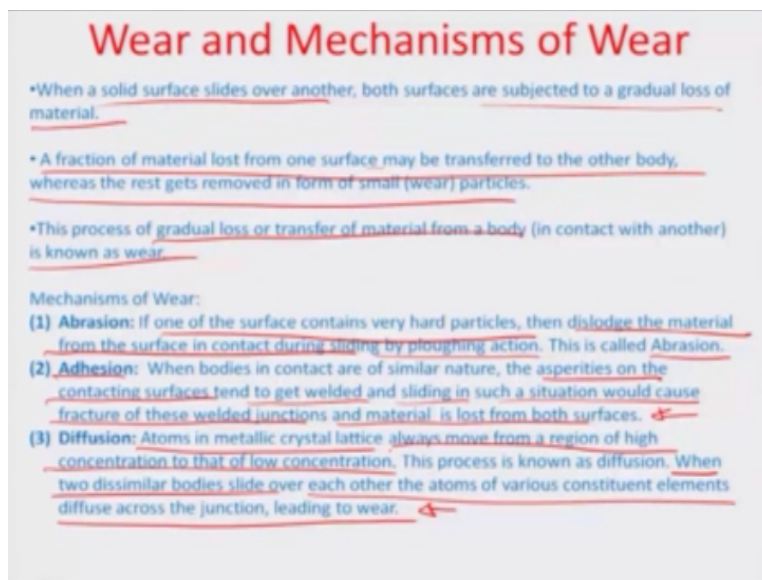 Wear and Mechanisms of Wear
•When a solid surface slides over another, both surfaces are subjected to a gradual loss of
material.
• A fraction of material lost from one surface may be transferred to the other body,
whereas the rest gets removed in form of small (wear) particles.
•This process of gradual loss or transfer of material from a body (in contact with another)
is known as wear.
Mechanisms of Wear:
(1) Abrasion: If one of the surface contains very hard particles, then dislodge the material
from the surface in contact during sliding by ploughing action. This is called Abrasion.
(2) Adhesion: When bodies in contact are of similar nature, the asperities on the
contacting surfaces tend to get welded and sliding in such a situation would cause
fracture of these welded junctions and material is lost from both surfaces.
(3) Diffusion: Atoms in metallic crystal lattice always move from a region of high
concentration to that of low concentration. This process is known as diffusion. When
two dissimilar bodies slide over each other the atoms of various constituent elements
diffuse across the junction, leading to wear.